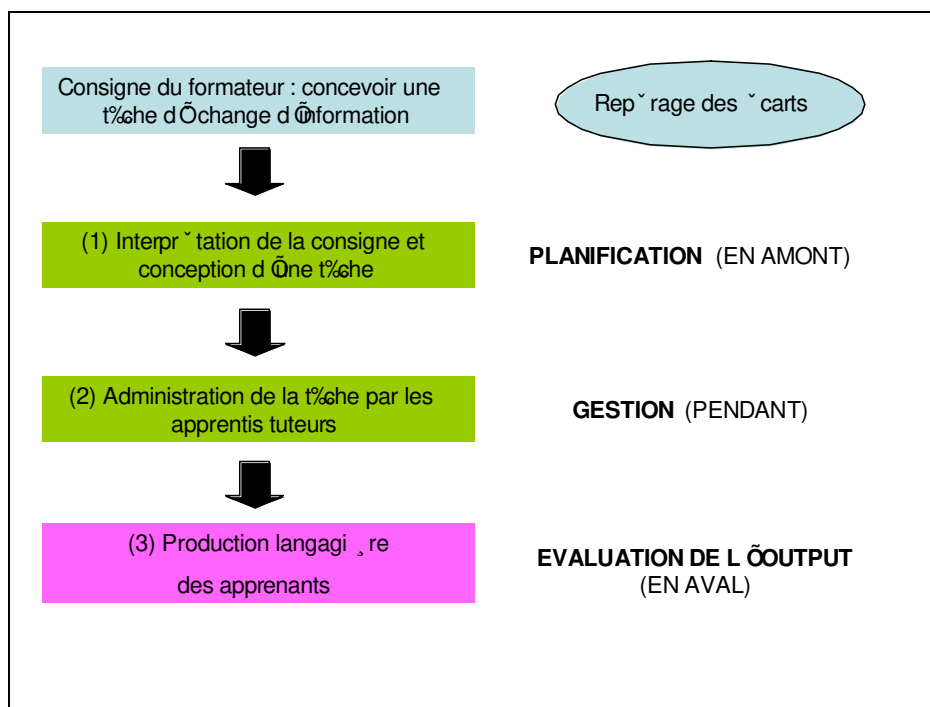 Consigne du formateur : concevoir une
t‰che d Õchange d Õinformation
Rep ˇ rage des ˇ carts
(1) Interpr ˇ tation de la consigne et
conception d Õune t‰che
PLANIFICATION (EN AMONT)
(2) Administration de la t‰che par les
apprentis tuteurs
GESTION (PENDANT)
(3) Production langagi ¸ re
des apprenants
EVALUATION DE L ÕOUTPUT
(EN AVAL)